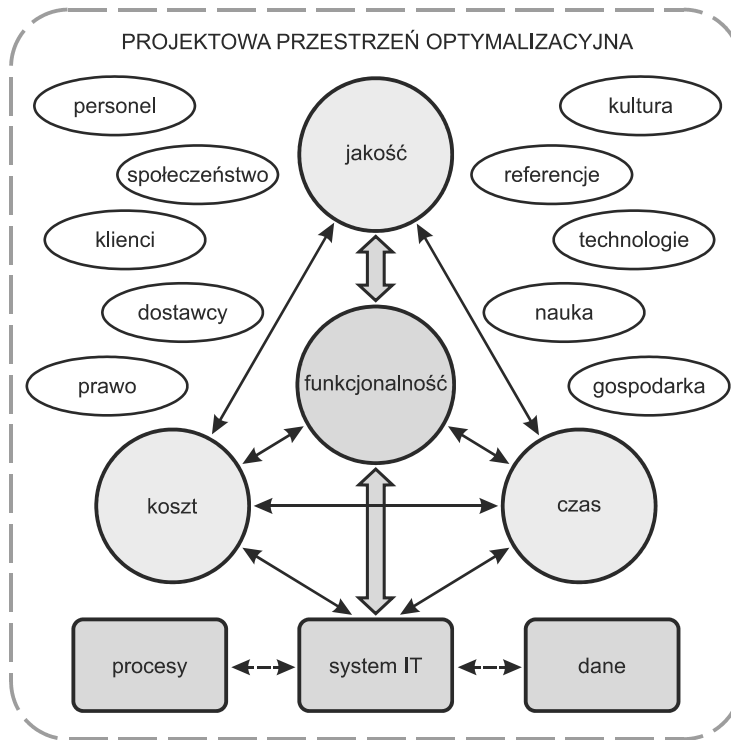 PROJEKTOWA PRZESTRZEŃ OPTYMALIZACYJNA
personel
kultura
jakość
społeczeństwo
referencje
klienci
technologie
dostawcy
nauka
funkcjonalność
prawo
gospodarka
koszt
czas
procesy
system IT
dane